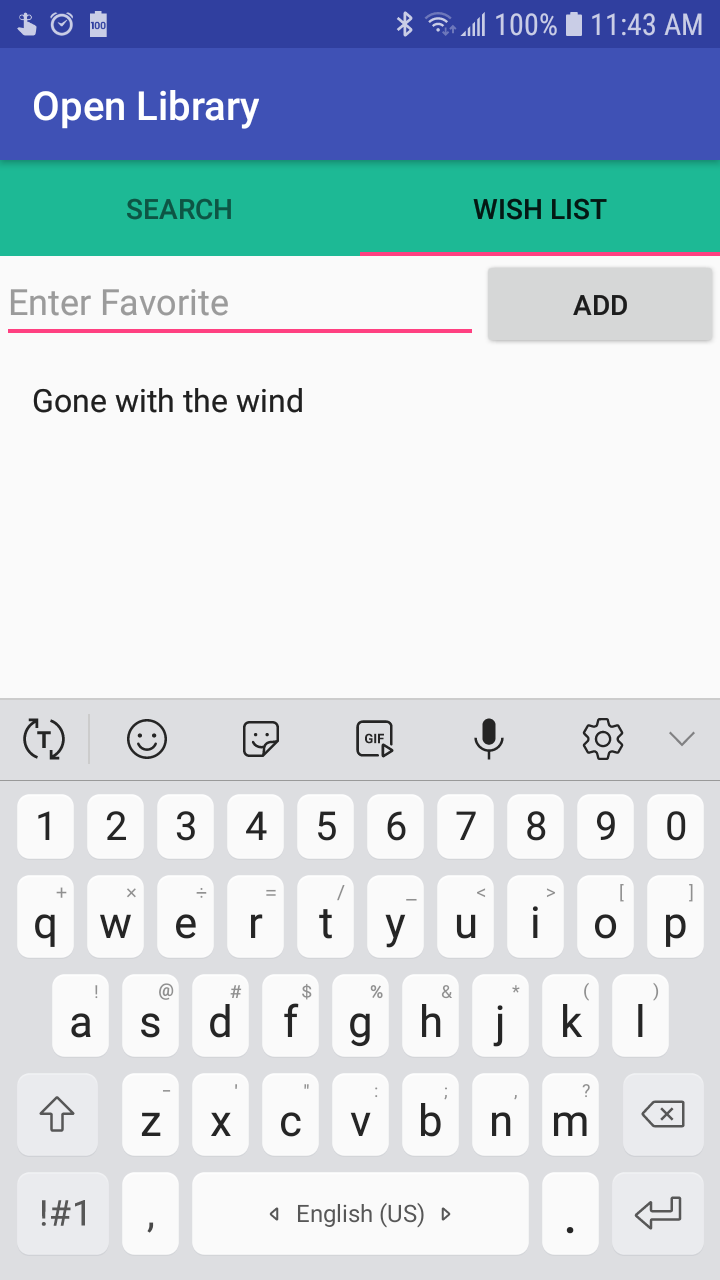 100 100% 11:43 AM
Open Library
SEARCH WISH LIST
Enter Favorite ADD
Gone with the wind
T GIF
1 2 3 4 5 6 7 8 9 0
+ × ÷ = / _ < > [ ]
q w e r t y u i o p
! @ # $ % & * ( )
a s d f g h j k l
- ' " : ; , ?
z x c v b n m
!#1 , English (US) .